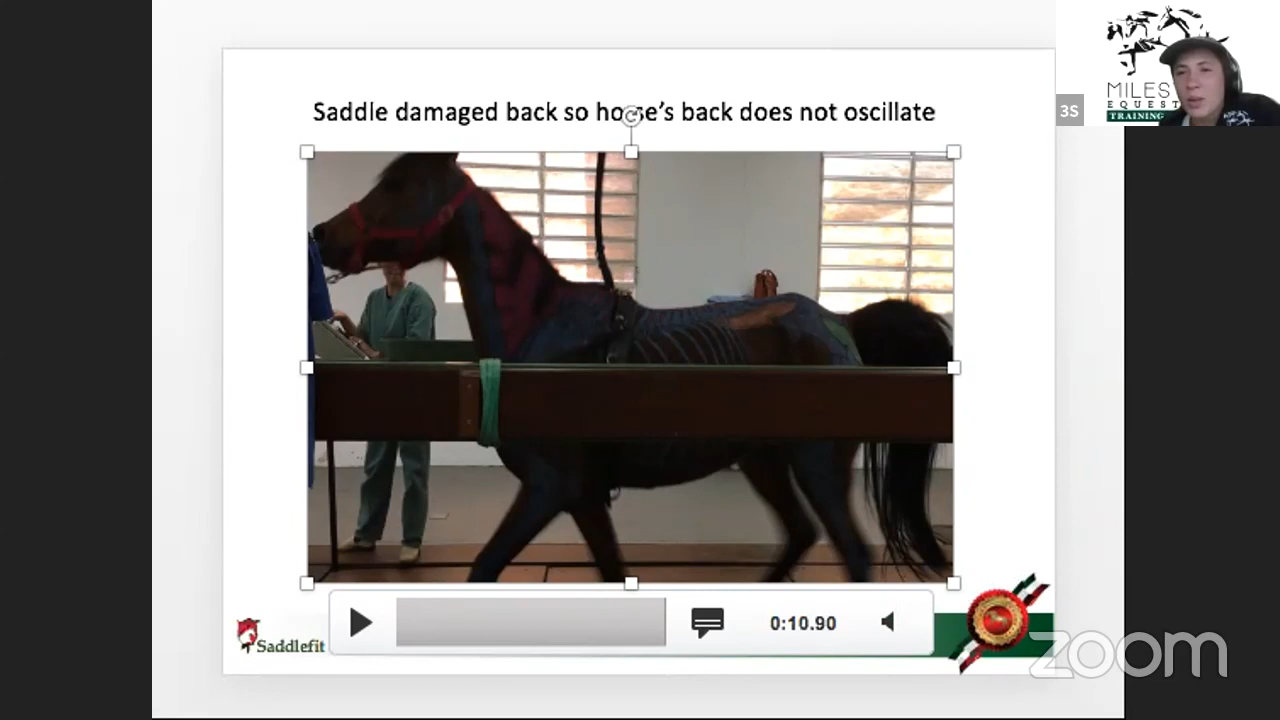 Saddle damaged back so horse's back does not oscillate
3S
MILES
EQUEST
TRAINING
0:10.90
Saddlefit
zoom